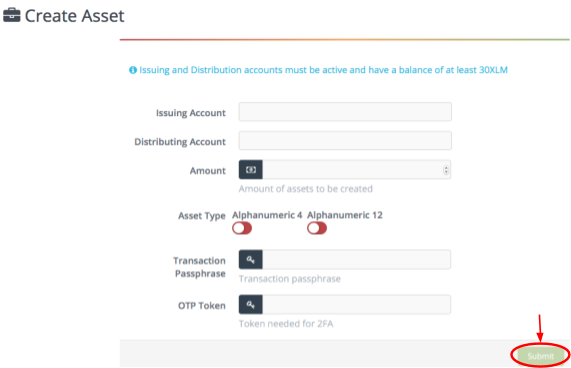 Create Asset
Issuing and Distribution accounts must be active and have a balance of at least 30XLM
Issuing Account
Distributing Account
Amount
Amount of assets to be created
Asset Type Alphanumeric 4 Alphanumeric 12
Transaction
Passphrase
Transaction passphrase
OTP Token
Token needed for 2FA
Submit